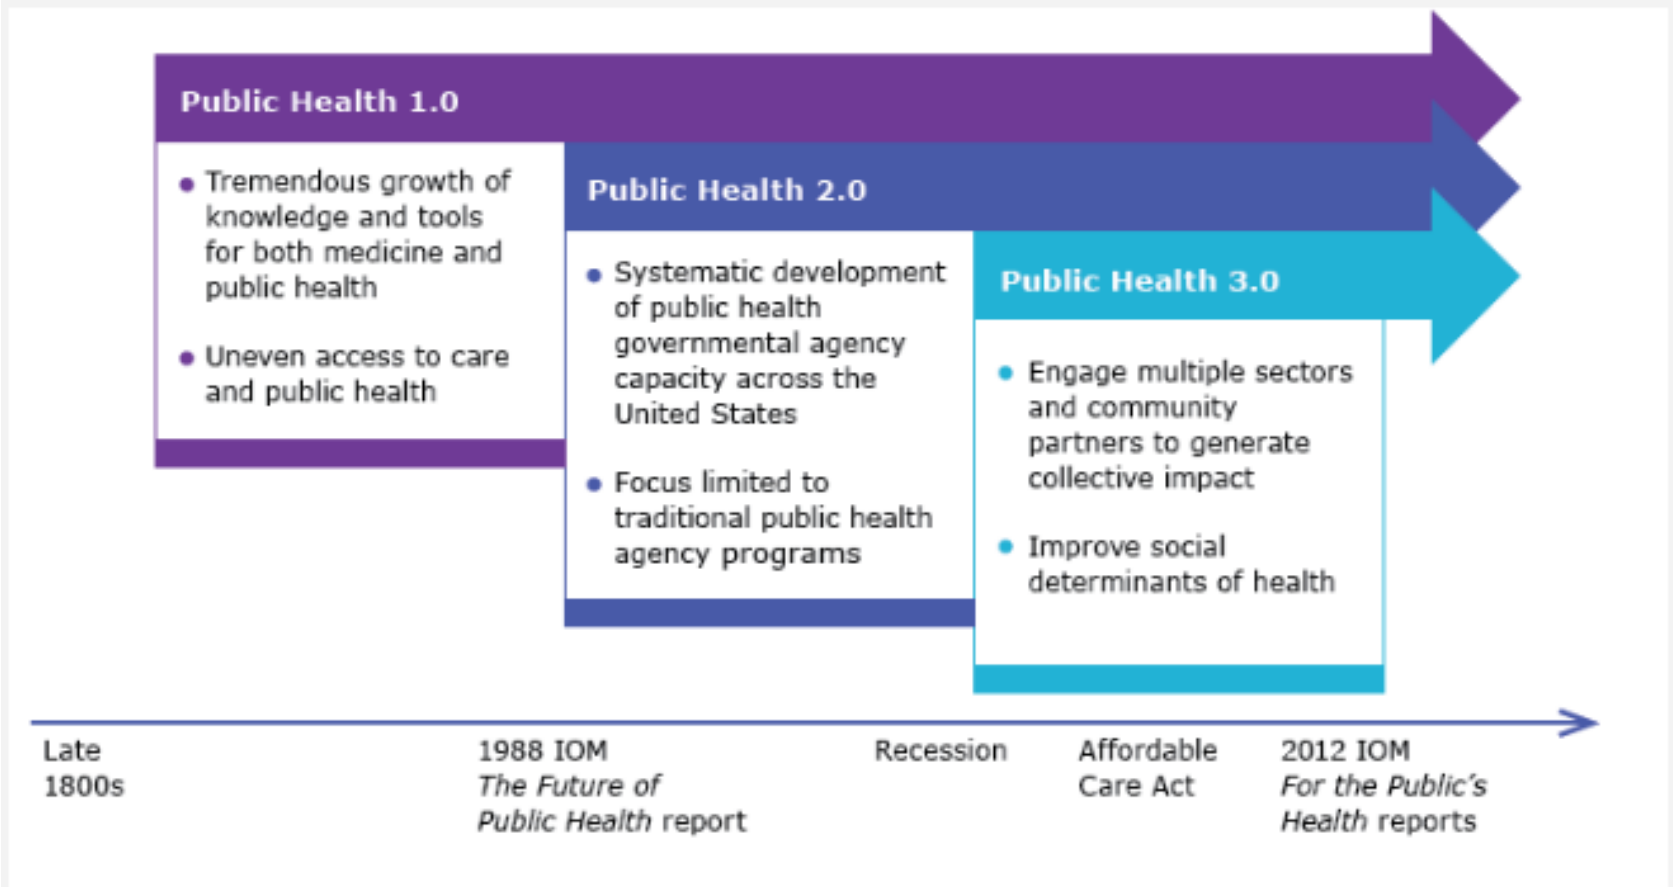 Public Health 1.0
• Tremendous growth of
knowledge and tools
for both medicine and
public health
• Uneven access to care
and public health
Public Health 2.0
• Systematic development
of public health
governmental agency
capacity across the
United States
• Focus limited to
traditional public health
agency programs
Public Health 3.0
• Engage multiple sectors
and community
partners to generate
collective impact
• Improve social
determinants of health
Late
1800s
1988 IOM
The Future of
Public Health report
Recession
Affordable
Care Act
2012 IOM
For the Public’s
Health reports